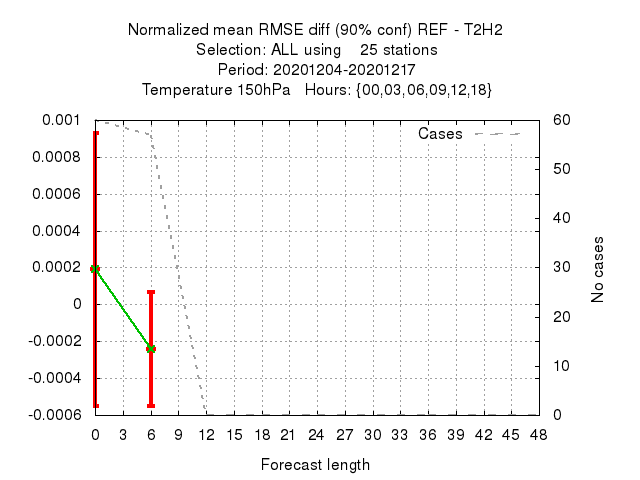 Normalized mean RMSE diff (90% conf) REF - T2H2
Selection: ALL using    25 stations
Period: 20201204-20201217
Temperature 150hPa   Hours: {00,03,06,09,12,18}
0.001
0.0008
0.0006
0.0004
0.0002
0
-0.0002
-0.0004
-0.0006
Cases
60
50
40
30
20
10
0
No cases
0 3 6 9 12 15 18 21 24 27 30 33 36 39 42 45 48
Forecast length